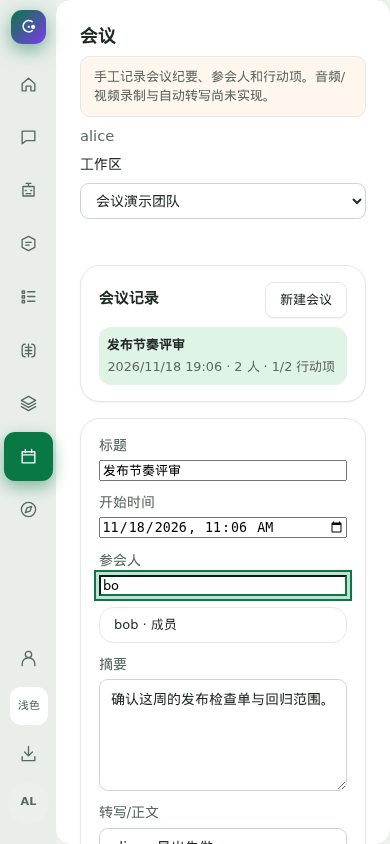 会议
手工记录会议纪要、参会人和行动项。音频/
视频录制与自动转写尚未实现。
alice
工作区
会议演示团队
会议记录
新建会议
发布节奏评审
2026/11/18 19:06 · 2 人 · 1/2 行动项
标题
发布节奏评审
开始时间
11/18/2026, 11:06 AM
参会人
bo
bob · 成员
摘要
确认这周的发布检查单与回归范围。
转写/正文
浅色
AL